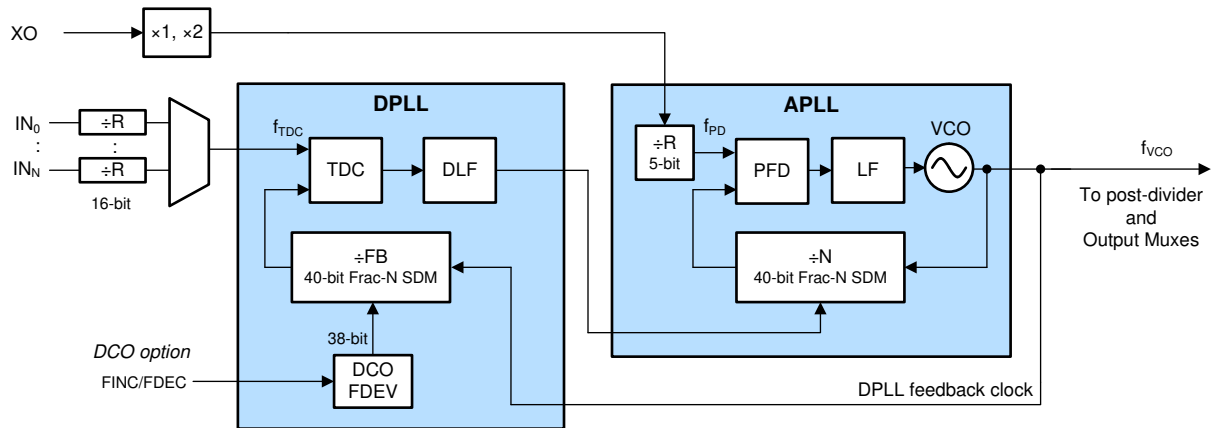 XO
×1, ×2
DPLL
APLL
IN0
÷R
:
:
INN
÷R
16-bit
fTDC
TDC
DLF
÷R
5-bit
fPD
PFD
LF
VCO
fVCO
To post-divider
and
Output Muxes
÷FB
40-bit Frac-N SDM
÷N
40-bit Frac-N SDM
38-bit
DCO option
FINC/FDEC
DCO
FDEV
DPLL feedback clock